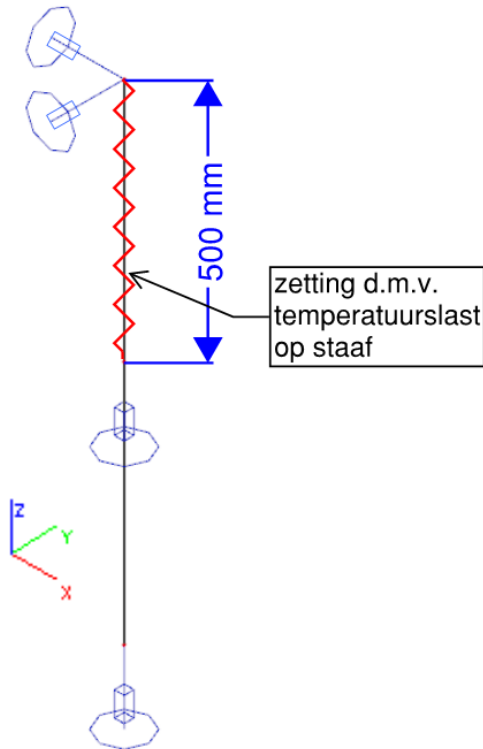 500 mm
zetting d.m.v.
temperatuurslast
op staaf
Z
Y
X